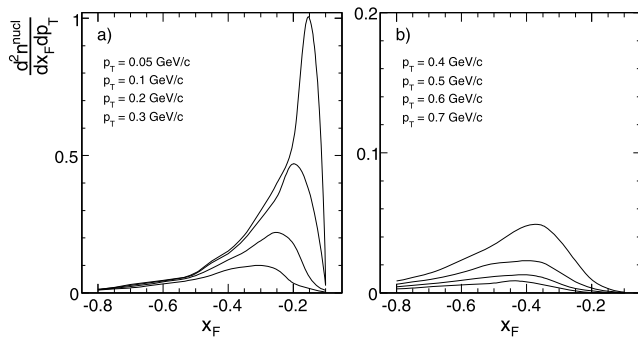 d²n^nucl
dx_F dp_T
a)
p_T = 0.05 GeV/c
p_T = 0.1 GeV/c
p_T = 0.2 GeV/c
p_T = 0.3 GeV/c
1
0.5
0
-0.8 -0.6 -0.4 -0.2
x_F
b)
p_T = 0.4 GeV/c
p_T = 0.5 GeV/c
p_T = 0.6 GeV/c
p_T = 0.7 GeV/c
0.2
0.1
0
-0.8 -0.6 -0.4 -0.2
x_F